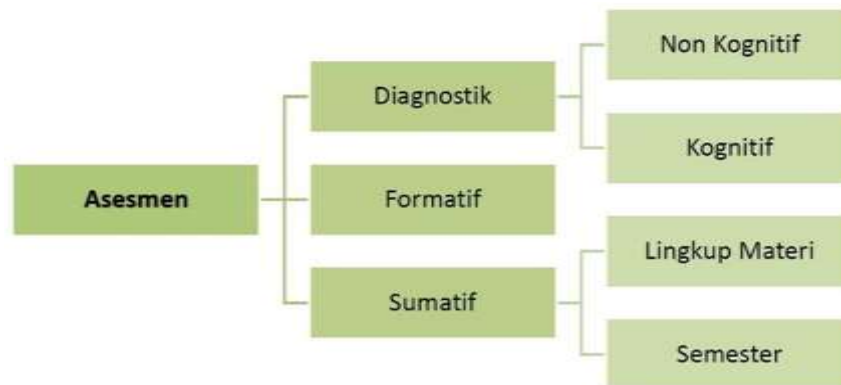 Asesmen
Diagnostik
Non Kognitif
Kognitif
Formatif
Sumatif
Lingkup Materi
Semester